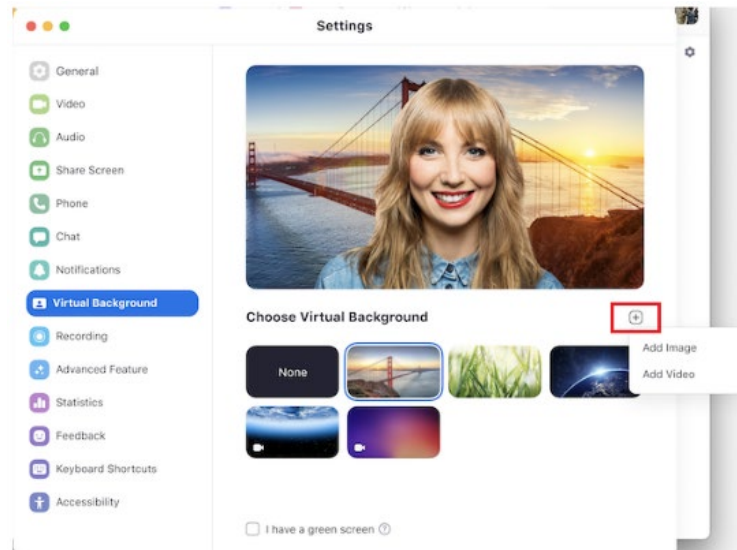 Settings
General
Video
Audio
Share Screen
Phone
Chat
Notifications
Virtual Background
Recording
Advanced Feature
Statistics
Feedback
Keyboard Shortcuts
Accessibility
Choose Virtual Background
Add Image
Add Video
None
I have a green screen